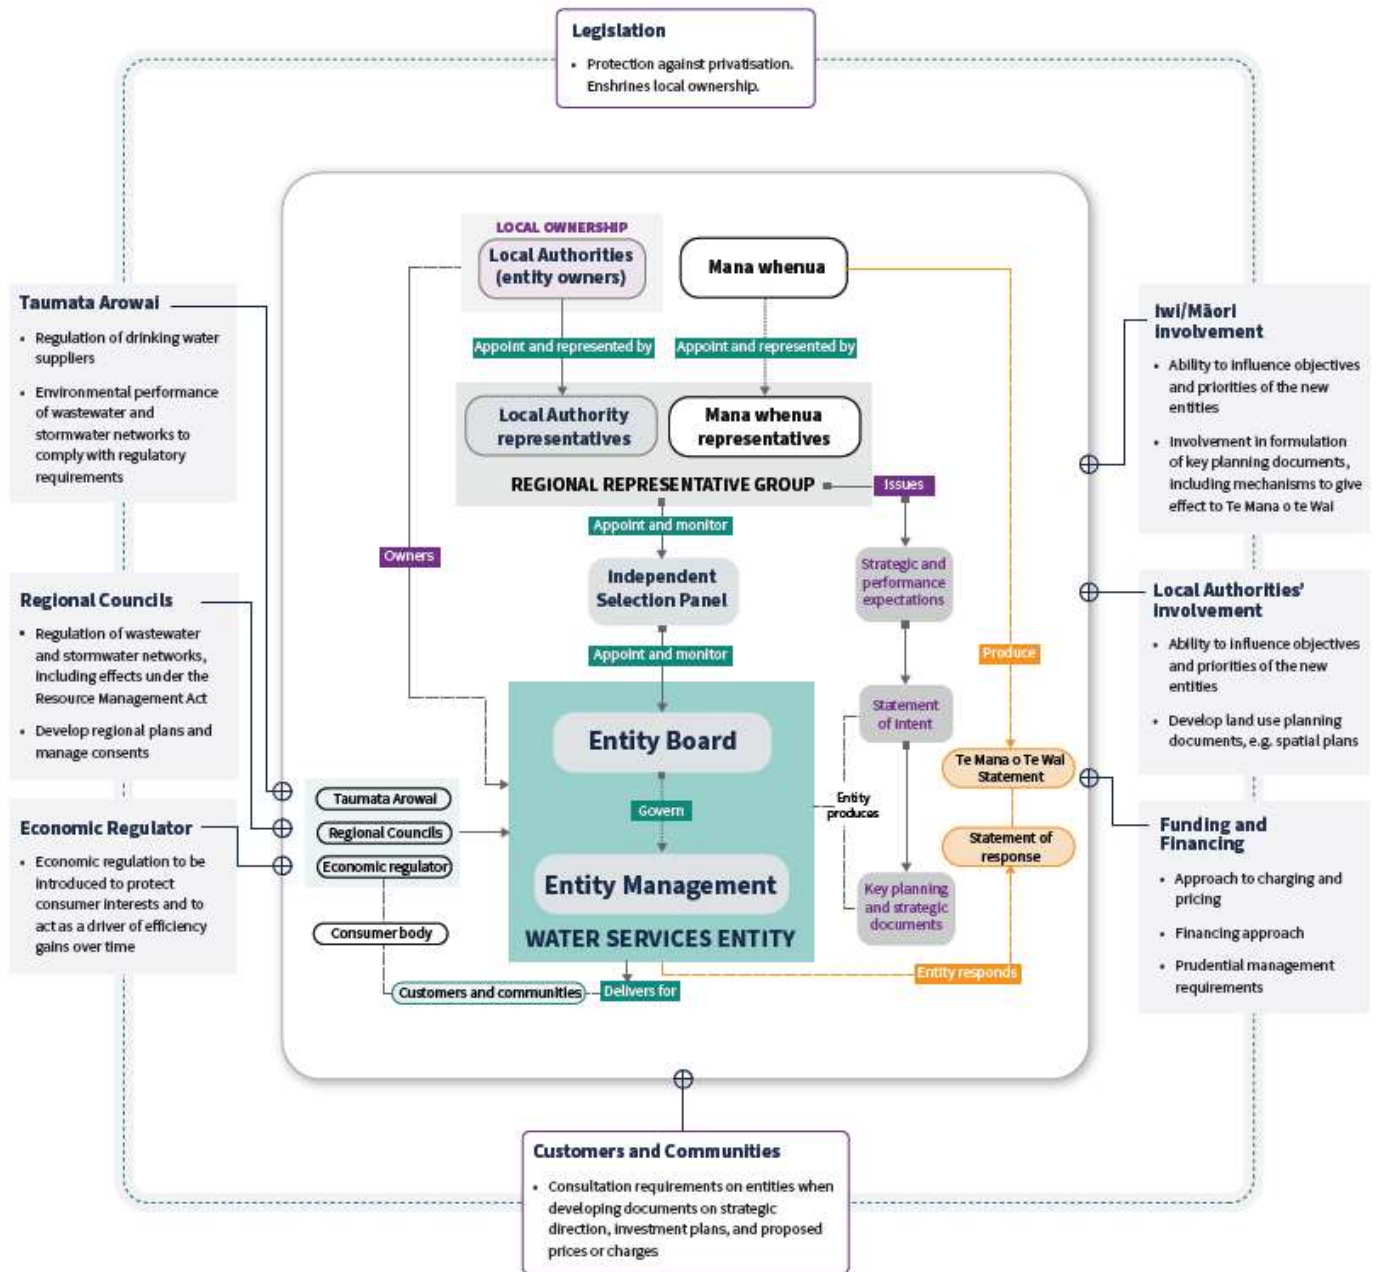 Legislation
• Protection against privatisation.
Enshrines local ownership.
LOCAL OWNERSHIP
Local Authorities
(entity owners)
Mana whenua
Appoint and represented by
Appoint and represented by
Local Authority
representatives
Mana whenua
representatives
REGIONAL REPRESENTATIVE GROUP
Issues
Appoint and monitor
Owners
Independent
Selection Panel
Strategic and
performance
expectations
Appoint and monitor
Produce
Entity Board
Statement
of intent
Te Mana o Te Wai
Statement
Govern
Entity
produces
Statement of
response
Entity Management
Key planning
and strategic
documents
WATER SERVICES ENTITY
Entity responds
Delivers for
Customers and communities
Taumata Arowai
Regional Councils
Economic regulator
Consumer body
Taumata Arowai
• Regulation of drinking water
suppliers
• Environmental performance
of wastewater and
stormwater networks to
comply with regulatory
requirements
Regional Councils
• Regulation of wastewater
and stormwater networks,
including effects under the
Resource Management Act
• Develop regional plans and
manage consents
Economic Regulator
• Economic regulation to be
introduced to protect
consumer interests and to
act as a driver of efficiency
gains over time
Iwi/Māori
involvement
• Ability to influence objectives
and priorities of the new
entities
• Involvement in formulation
of key planning documents,
including mechanisms to give
effect to Te Mana o te Wai
Local Authorities'
involvement
• Ability to influence objectives
and priorities of the new
entities
• Develop land use planning
documents, e.g. spatial plans
Funding and
Financing
• Approach to charging and
pricing
• Financing approach
• Prudential management
requirements
Customers and Communities
• Consultation requirements on entities when
developing documents on strategic
direction, investment plans, and proposed
prices or charges